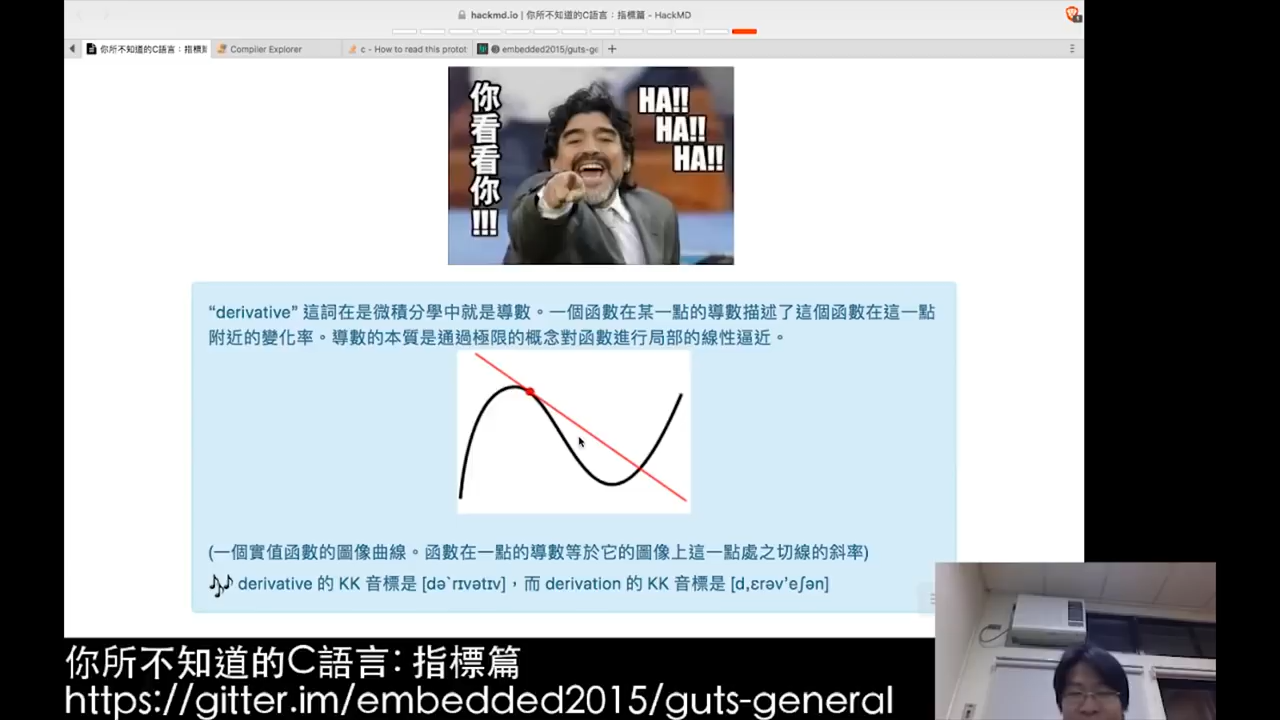 hackmd.io | 你所不知道的C語言：指標篇 - HackMD
你所不知道的C語言：指標
Compiler Explorer
c - How to read this protot
embedded2015/guts-ge
你看看你!!!
HA!!
HA!!
HA!!
“derivative” 這詞在是微積分學中就是導數。一個函數在某一點的導數描述了這個函數在這一點
附近的變化率。導數的本質是通過極限的概念對函數進行局部的線性逼近。
(一個實值函數的圖像曲線。函數在一點的導數等於它的圖像上這一點處之切線的斜率)
derivative 的 KK 音標是 [də`rɪvətɪv]，而 derivation 的 KK 音標是 [d,ɛrəv'eʃən]
你所不知道的C語言: 指標篇
https://gitter.im/embedded2015/guts-general